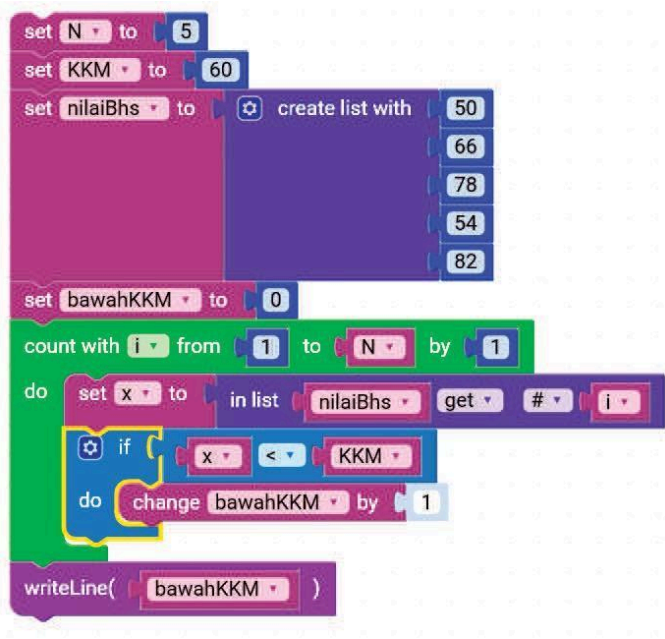 set N to 5
set KKM to 60
set nilaiBhs to create list with 50
66
78
54
82
set bawahKKM to 0
count with i from 1 to N by 1
do set x to in list nilaiBhs get # i
if x < KKM
do change bawahKKM by 1
writeLine( bawahKKM )